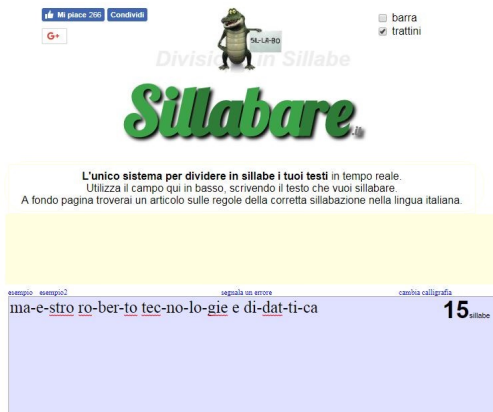 Mi piace 266 Condividi
G+
SIL-LA-BO
barra
trattini
Divisione in Sillabe
Sillabare.it
L'unico sistema per dividere in sillabe i tuoi testi in tempo reale.
Utilizza il campo qui in basso, scrivendo il testo che vuoi sillabare.
A fondo pagina troverai un articolo sulle regole della corretta sillabazione nella lingua italiana.
esempio esempio2 segnala un errore cambia calligrafia
ma-e-stro ro-ber-to tec-no-lo-gie e di-dat-ti-ca 15 sillabe